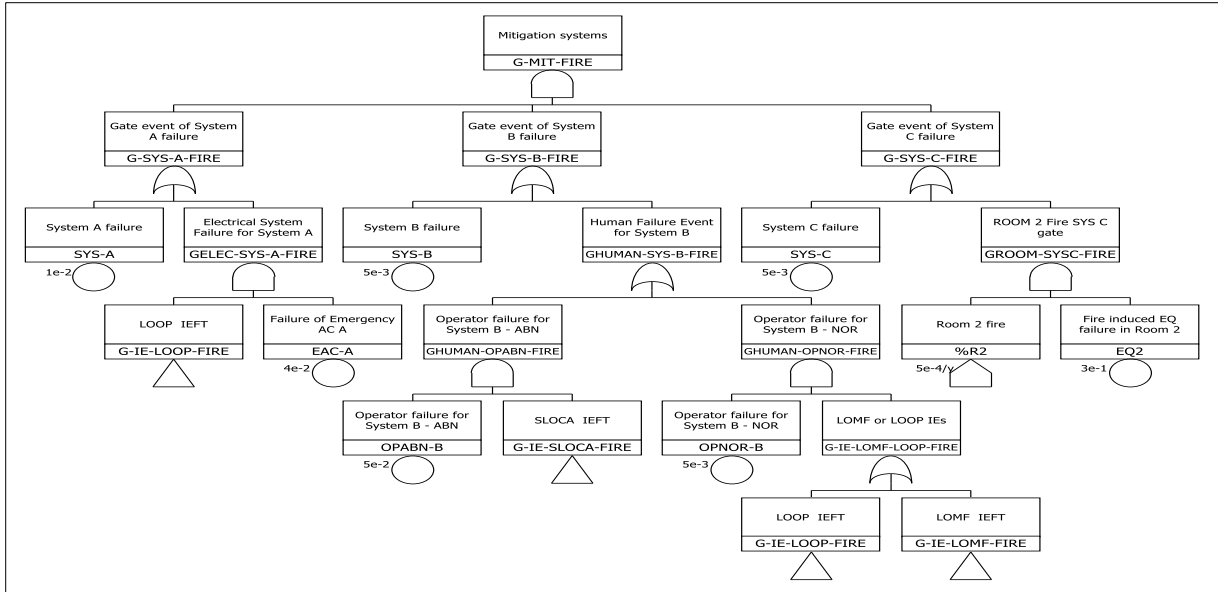 Mitigation systems
G-MIT-FIRE
Gate event of System
A failure
G-SYS-A-FIRE
Gate event of System
B failure
G-SYS-B-FIRE
Gate event of System
C failure
G-SYS-C-FIRE
System A failure
SYS-A
1e-2
Electrical System
Failure for System A
GELEC-SYS-A-FIRE
System B failure
SYS-B
5e-3
Human Failure Event
for System B
GHUMAN-SYS-B-FIRE
System C failure
SYS-C
5e-3
ROOM 2 Fire SYS C
gate
GROOM-SYSC-FIRE
LOOP IEFT
G-IE-LOOP-FIRE
Failure of Emergency
AC A
EAC-A
4e-2
Operator failure for
System B - ABN
GHUMAN-OPABN-FIRE
Operator failure for
System B - NOR
GHUMAN-OPNOR-FIRE
Room 2 fire
%R2
5e-4/y
Fire induced EQ
failure in Room 2
EQ2
3e-1
Operator failure for
System B - ABN
OPABN-B
5e-2
SLOCA IEFT
G-IE-SLOCA-FIRE
Operator failure for
System B - NOR
OPNOR-B
5e-3
LOMF or LOOP IEs
G-IE-LOMF-LOOP-FIRE
LOOP IEFT
G-IE-LOOP-FIRE
LOMF IEFT
G-IE-LOMF-FIRE